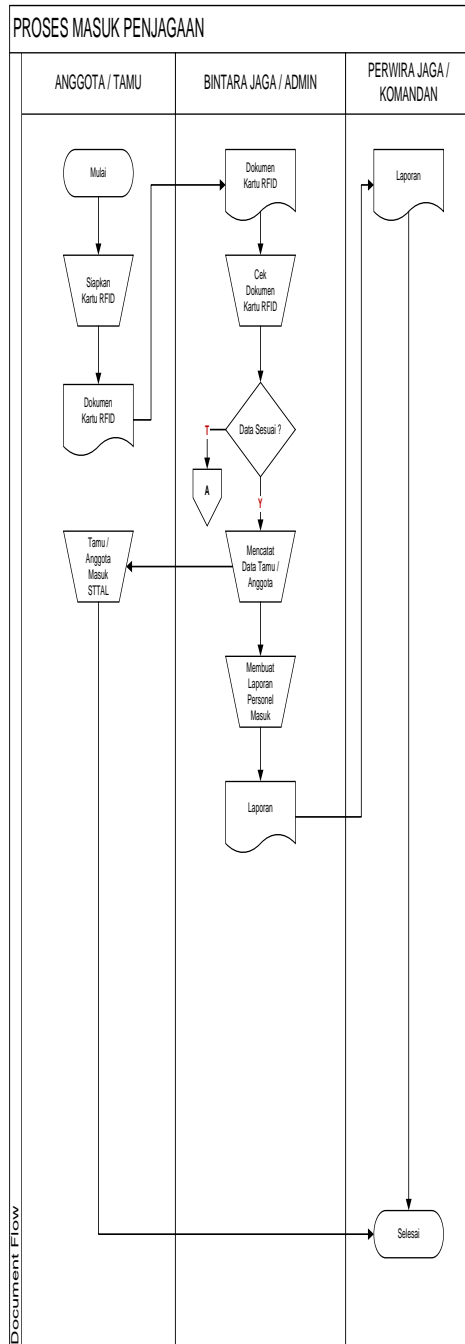 PROSES MASUK PENJAGAAN
ANGGOTA / TAMU
BINTARA JAGA / ADMIN
PERWIRA JAGA /
KOMANDAN
Mulai
Siapkan
Kartu RFID
Dokumen
Kartu RFID
Dokumen
Kartu RFID
Cek
Dokumen
Kartu RFID
Data Sesuai ?
T
A
Y
Mencatat
Data Tamu /
Anggota
Tamu /
Anggota
Masuk
STTAL
Membuat
Laporan
Personel
Masuk
Laporan
Laporan
Selesai
Document Flow